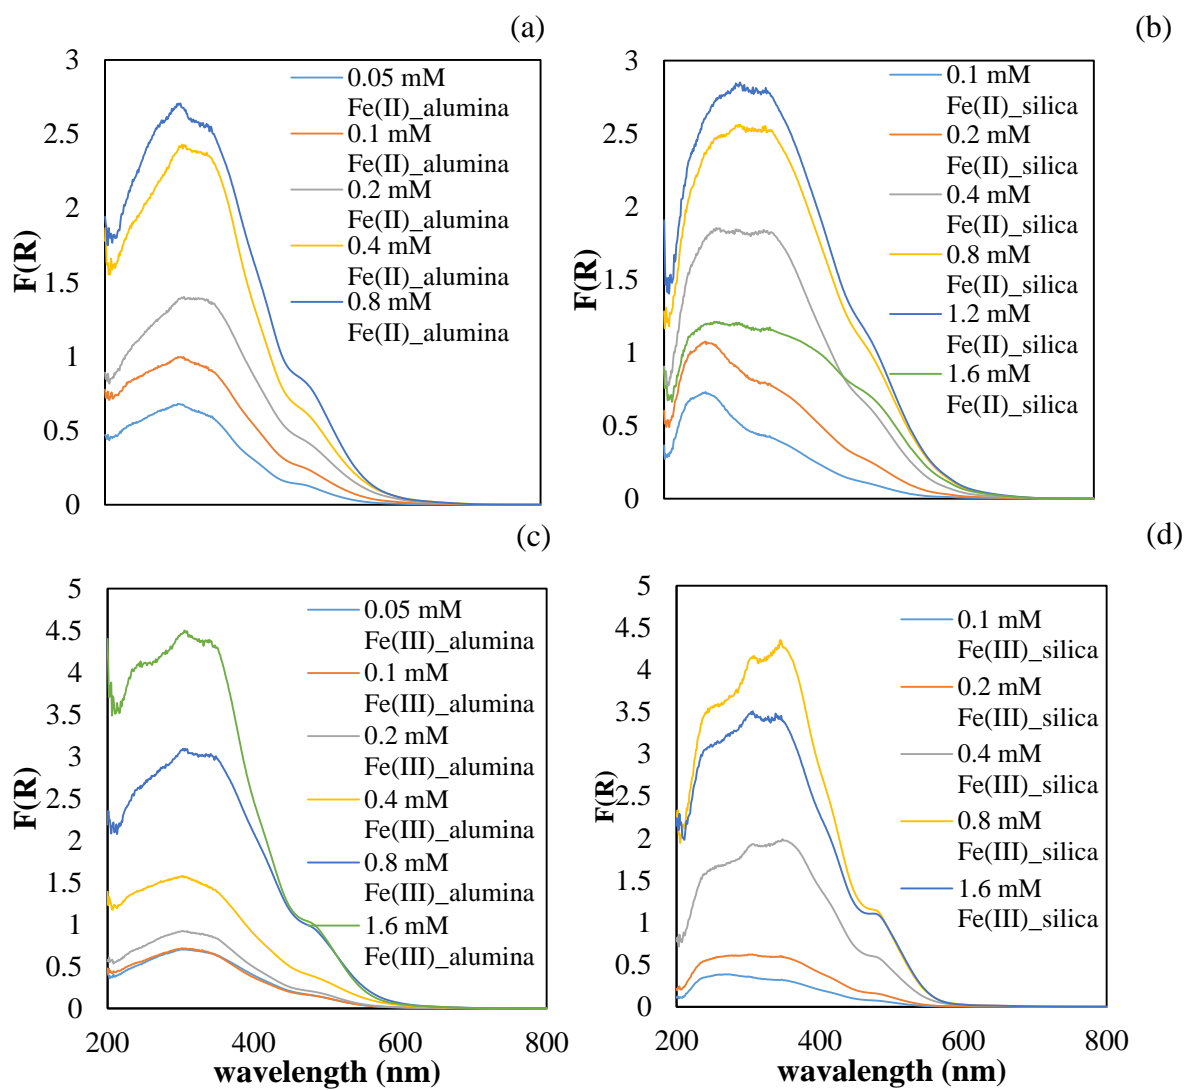 (a)
3
2.5
2
1.5
1
0.5
0
F(R)
0.05 mM
Fe(II)_alumina
0.1 mM
Fe(II)_alumina
0.2 mM
Fe(II)_alumina
0.4 mM
Fe(II)_alumina
0.8 mM
Fe(II)_alumina
(b)
3
2.5
2
1.5
1
0.5
0
F(R)
0.1 mM
Fe(II)_silica
0.2 mM
Fe(II)_silica
0.4 mM
Fe(II)_silica
0.8 mM
Fe(II)_silica
1.2 mM
Fe(II)_silica
1.6 mM
Fe(II)_silica
(c)
5
4.5
4
3.5
3
2.5
2
1.5
1
0.5
0
F(R)
0.05 mM
Fe(III)_alumina
0.1 mM
Fe(III)_alumina
0.2 mM
Fe(III)_alumina
0.4 mM
Fe(III)_alumina
0.8 mM
Fe(III)_alumina
1.6 mM
Fe(III)_alumina
200 400 600 800
wavelength (nm)
(d)
5
4.5
4
3.5
3
2.5
2
1.5
1
0.5
0
F(R)
0.1 mM
Fe(III)_silica
0.2 mM
Fe(III)_silica
0.4 mM
Fe(III)_silica
0.8 mM
Fe(III)_silica
1.6 mM
Fe(III)_silica
200 400 600 800
wavalength (nm)